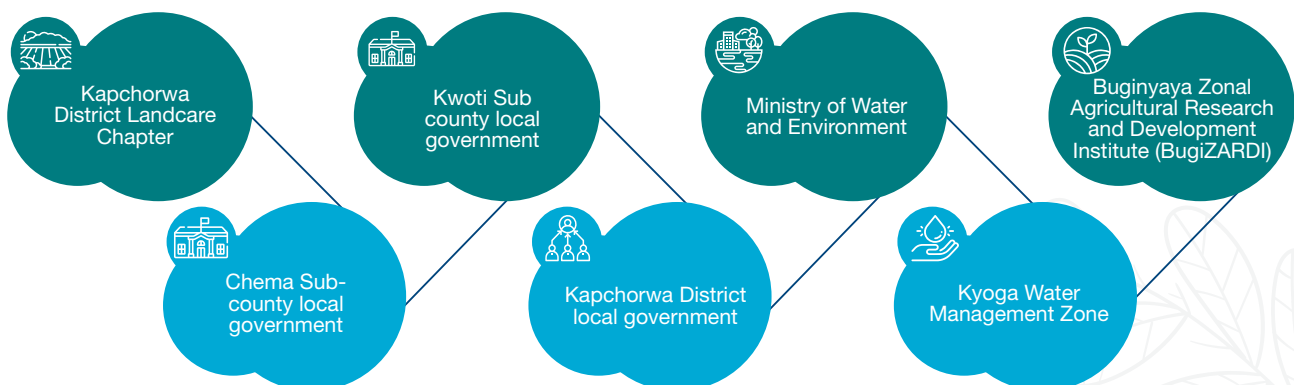 Kapchorwa
District Landcare
Chapter
Kwoti Sub
county local
government
Ministry of Water
and Environment
Buginyaya Zonal
Agricultural Research
and Development
Institute (BugiZARDI)
Chema Sub-
county local
government
Kapchorwa District
local government
Kyoga Water
Management Zone